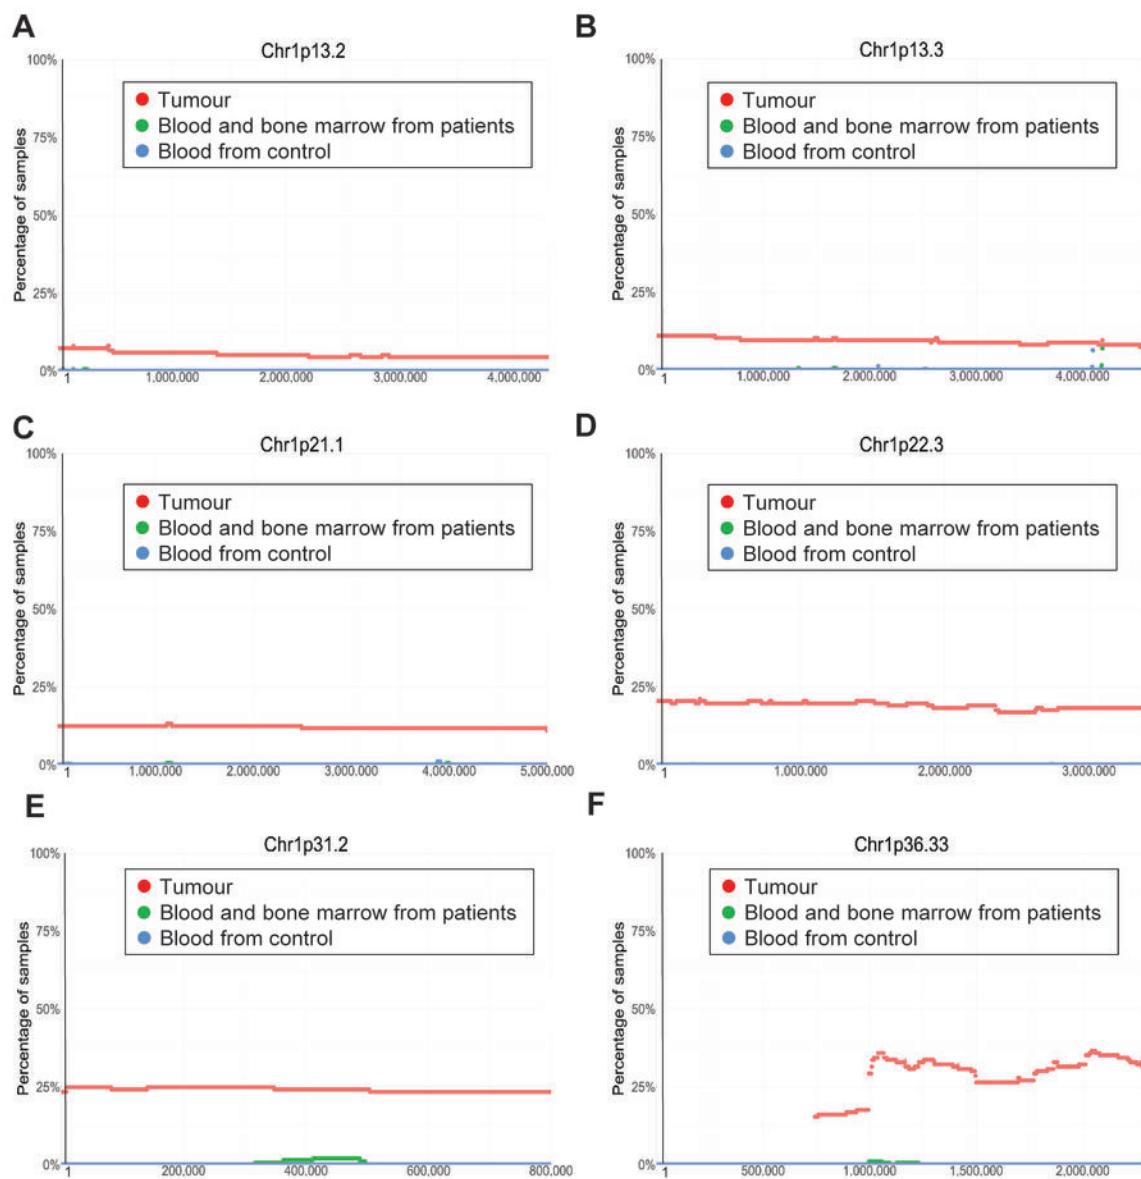 A
Chr1p13.2
Percentage of samples
100%
75%
50%
25%
0%
Tumour
Blood and bone marrow from patients
Blood from control
1
1,000,000
2,000,000
3,000,000
4,000,000
B
Chr1p13.3
Percentage of samples
100%
75%
50%
25%
0%
Tumour
Blood and bone marrow from patients
Blood from control
1
1,000,000
2,000,000
3,000,000
4,000,000
C
Chr1p21.1
Percentage of samples
100%
75%
50%
25%
0%
Tumour
Blood and bone marrow from patients
Blood from control
1
1,000,000
2,000,000
3,000,000
4,000,000
5,000,000
D
Chr1p22.3
Percentage of samples
100%
75%
50%
25%
0%
Tumour
Blood and bone marrow from patients
Blood from control
1
1,000,000
2,000,000
3,000,000
E
Chr1p31.2
Percentage of samples
100%
75%
50%
25%
0%
Tumour
Blood and bone marrow from patients
Blood from control
1
200,000
400,000
600,000
800,000
F
Chr1p36.33
Percentage of samples
100%
75%
50%
25%
0%
Tumour
Blood and bone marrow from patients
Blood from control
1
500,000
1,000,000
1,500,000
2,000,000